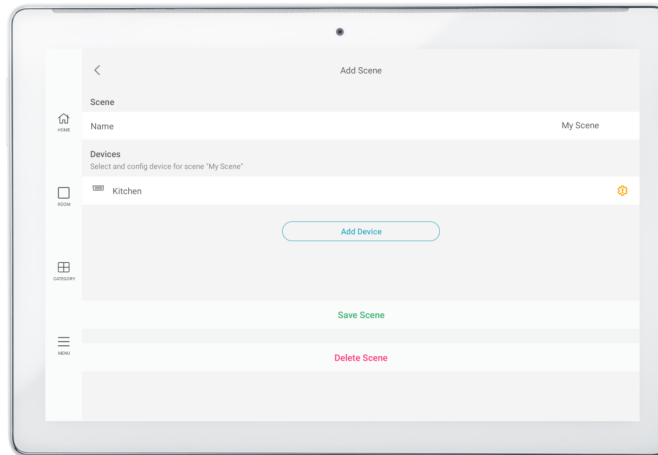 Add Scene
Scene
HOME
Name My Scene
Devices
Select and config device for scene "My Scene"
Kitchen
ROOM
Add Device
CATEGORY
Save Scene
MENU
Delete Scene